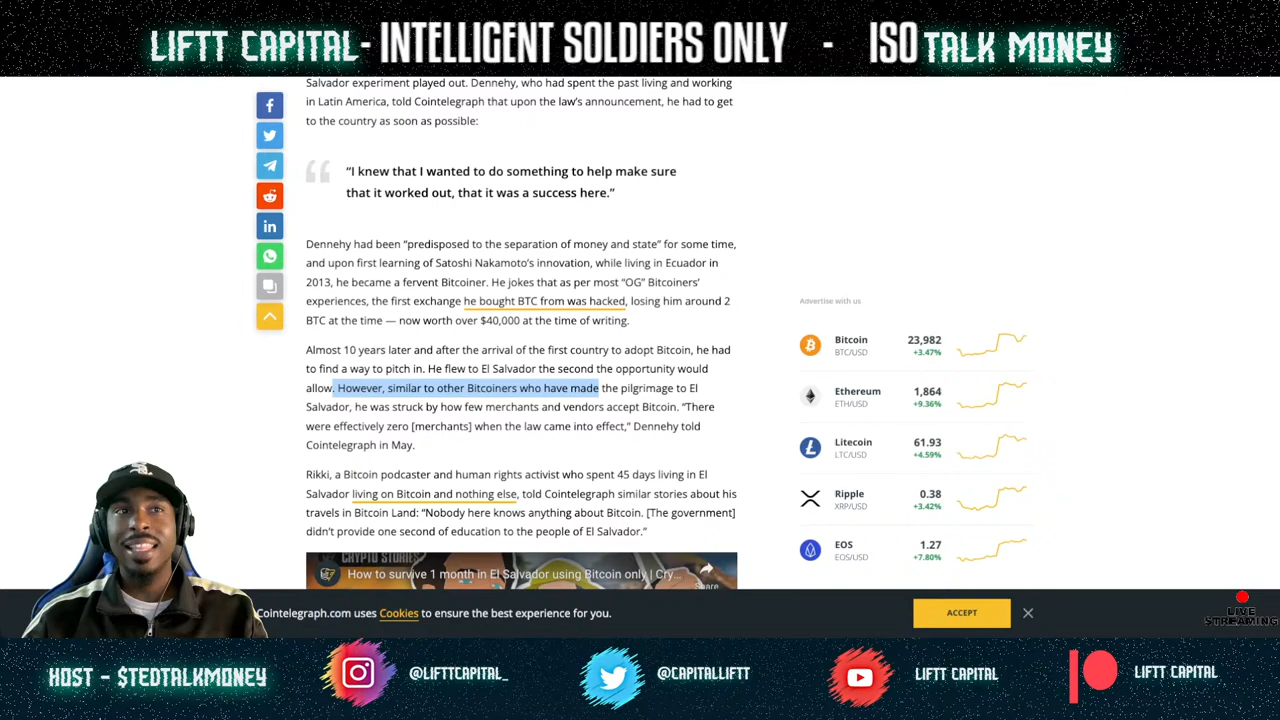 LIFTT CAPITAL - INTELLIGENT SOLDIERS ONLY - ISO TALK MONEY
Salvador experiment played out. Dennehy, who had spent the past living and working
in Latin America, told Cointelegraph that upon the law's announcement, he had to get
to the country as soon as possible:
“I knew that I wanted to do something to help make sure
that it worked out, that it was a success here.”
Dennehy had been “predisposed to the separation of money and state” for some time,
and upon first learning of Satoshi Nakamoto's innovation, while living in Ecuador in
2013, he became a fervent Bitcoiner. He jokes that as per most “OG” Bitcoiners'
experiences, the first exchange he bought BTC from was hacked, losing him around 2
BTC at the time — now worth over $40,000 at the time of writing.
Almost 10 years later and after the arrival of the first country to adopt Bitcoin, he had
to find a way to pitch in. He flew to El Salvador the second the opportunity would
allow. However, similar to other Bitcoiners who have made the pilgrimage to El
Salvador, he was struck by how few merchants and vendors accept Bitcoin. “There
were effectively zero [merchants] when the law came into effect,” Dennehy told
Cointelegraph in May.
Rikki, a Bitcoin podcaster and human rights activist who spent 45 days living in El
Salvador living on Bitcoin and nothing else, told Cointelegraph similar stories about his
travels in Bitcoin Land: “Nobody here knows anything about Bitcoin. [The government]
didn't provide one second of education to the people of El Salvador.”
CRYPTO STORIES
How to survive 1 month in El Salvador using Bitcoin only | Cry...
Share
Advertise with us
Bitcoin 23,982
BTC/USD +3.47%
Ethereum 1,864
ETH/USD +9.36%
Litecoin 61.93
LTC/USD +4.59%
Ripple 0.38
XRP/USD +3.42%
EOS 1.27
EOS/USD +7.80%
Cointelegraph.com uses Cookies to ensure the best experience for you.
ACCEPT
LIVE
STREAMING
HOST - $TEDTALKMONEY
@LIFTTCAPITAL_
@CAPITALLIFTT
LIFTT CAPITAL
LIFTT CAPITAL